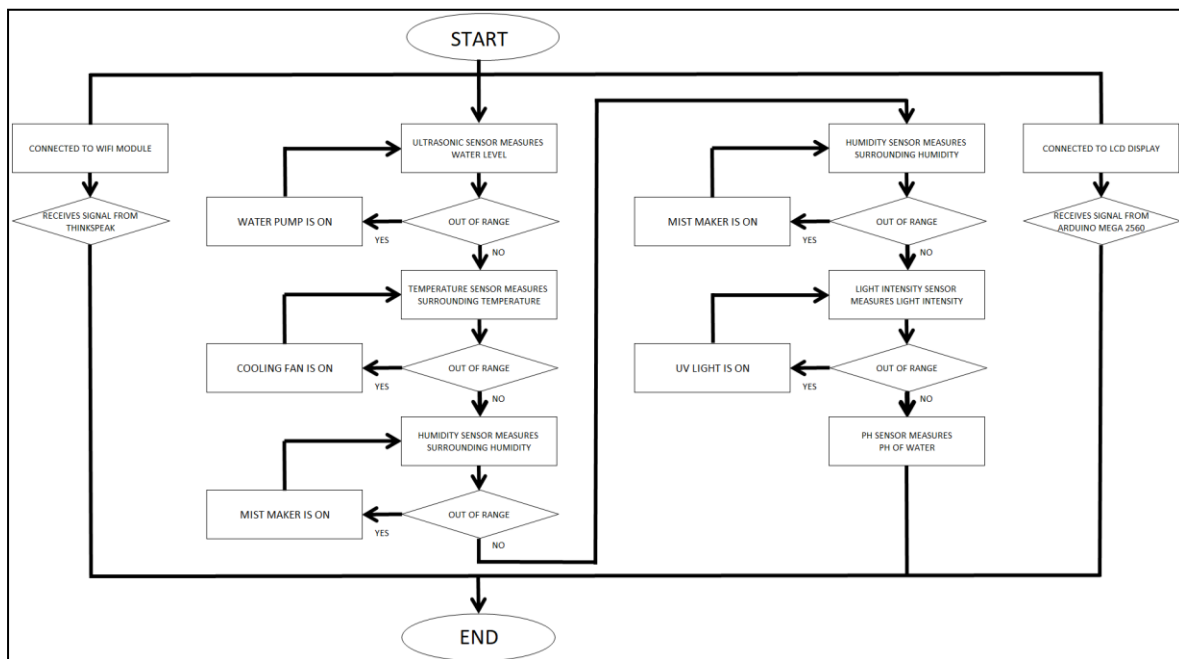 START
CONNECTED TO WIFI MODULE
RECEIVES SIGNAL FROM
THINKSPEAK
ULTRASONIC SENSOR MEASURES
WATER LEVEL
WATER PUMP IS ON
OUT OF RANGE
YES
NO
TEMPERATURE SENSOR MEASURES
SURROUNDING TEMPERATURE
COOLING FAN IS ON
OUT OF RANGE
YES
NO
HUMIDITY SENSOR MEASURES
SURROUNDING HUMIDITY
MIST MAKER IS ON
OUT OF RANGE
YES
NO
HUMIDITY SENSOR MEASURES
SURROUNDING HUMIDITY
MIST MAKER IS ON
OUT OF RANGE
YES
NO
LIGHT INTENSITY SENSOR
MEASURES LIGHT INTENSITY
UV LIGHT IS ON
OUT OF RANGE
YES
NO
PH SENSOR MEASURES
PH OF WATER
CONNECTED TO LCD DISPLAY
RECEIVES SIGNAL FROM
ARDUINO MEGA 2560
END